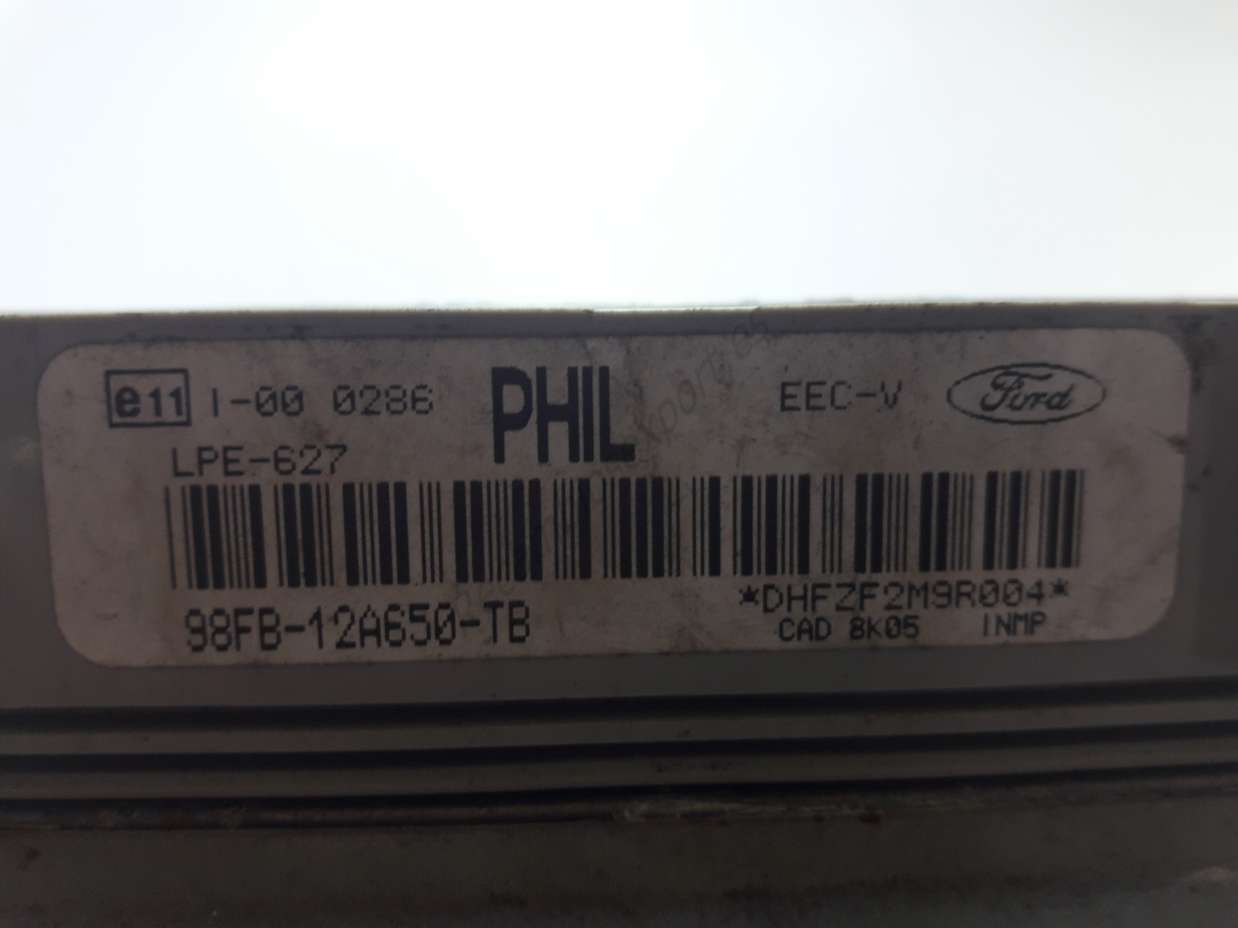 e11 I-00 0286 PHIL EEC-V Ford
LPE-627
98FB-12A650-TB *DHFZF2M9R004*
CAD 8K05 INMP